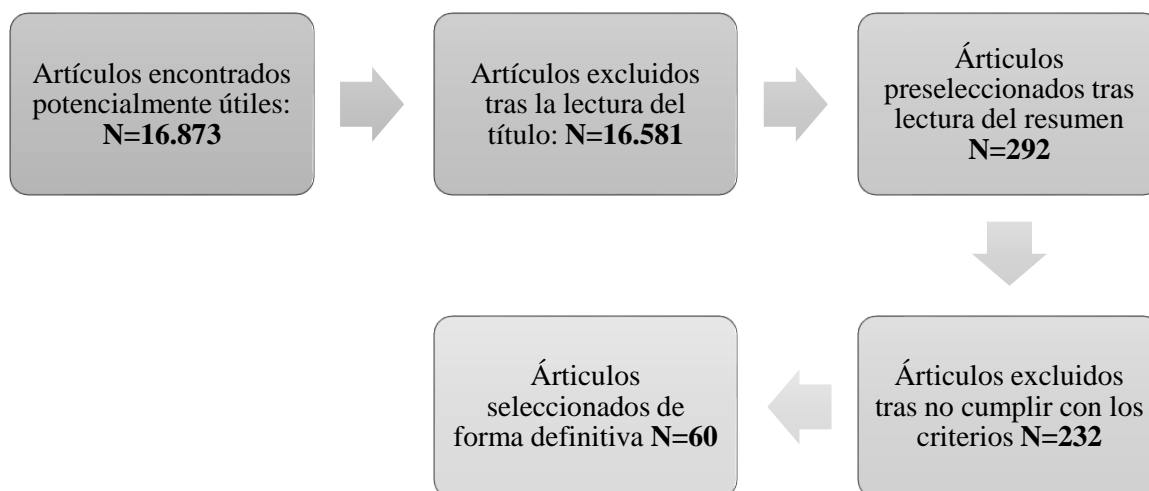 Artículos encontrados
potencialmente útiles:
N=16.873
Artículos excluidos
tras la lectura del
título: N=16.581
Árticulos
preseleccionados tras
lectura del resumen
N=292
Árticulos excluidos
tras no cumplir con los
criterios N=232
Árticulos
seleccionados de
forma definitiva N=60